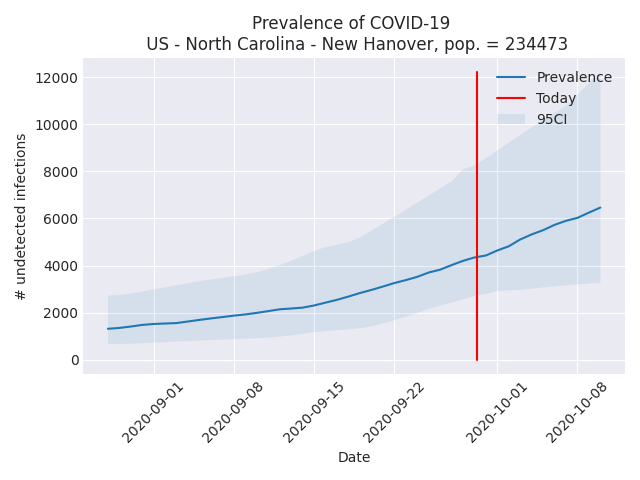 Prevalence of COVID-19
US - North Carolina - New Hanover, pop. = 234473
12000
10000
8000
6000
4000
2000
0
# undetected infections
Prevalence
Today
95CI
2020-09-01
2020-09-08
2020-09-15
2020-09-22
2020-10-01
2020-10-08
Date